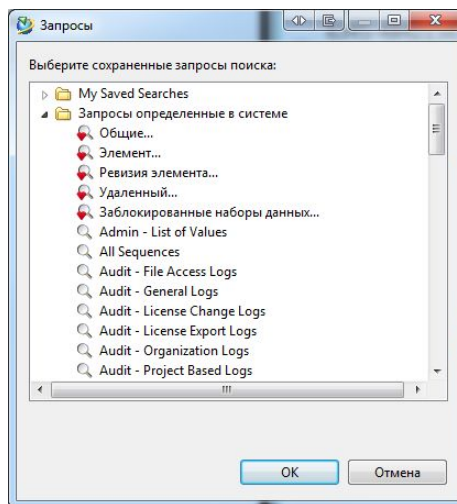 Запросы
Выберите сохраненные запросы поиска:
My Saved Searches
Запросы определенные в системе
Общие...
Элемент...
Ревизия элемента...
Удаленный...
Заблокированные наборы данных...
Admin - List of Values
All Sequences
Audit - File Access Logs
Audit - General Logs
Audit - License Change Logs
Audit - License Export Logs
Audit - Organization Logs
Audit - Project Based Logs
OK
Отмена